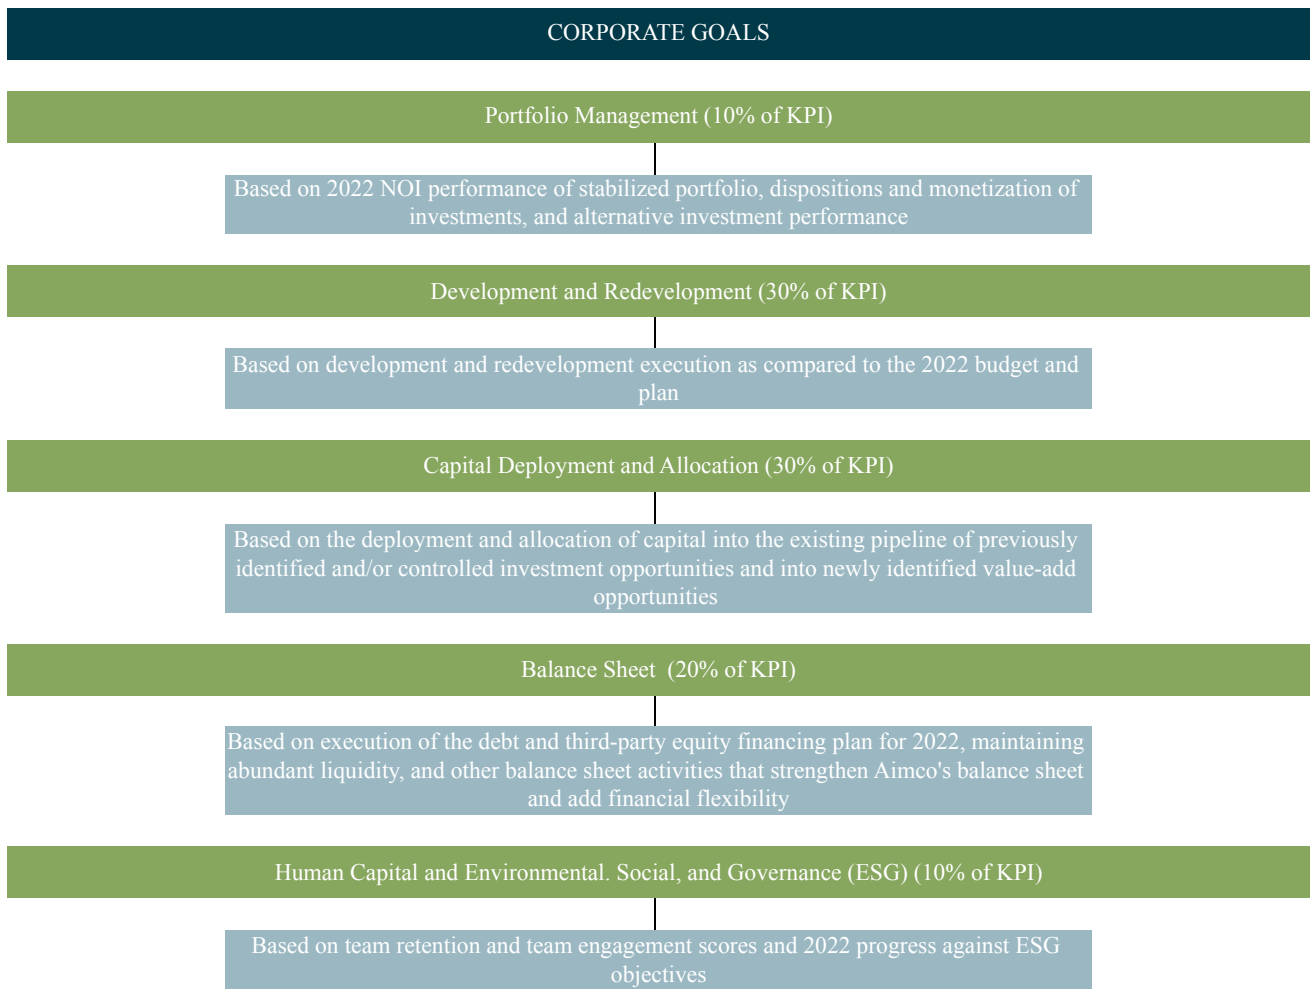 CORPORATE GOALS
Portfolio Management (10% of KPI)
Based on 2022 NOI performance of stabilized portfolio, dispositions and monetization of
investments, and alternative investment performance
Development and Redevelopment (30% of KPI)
Based on development and redevelopment execution as compared to the 2022 budget and
plan
Capital Deployment and Allocation (30% of KPI)
Based on the deployment and allocation of capital into the existing pipeline of previously
identified and/or controlled investment opportunities and into newly identified value-add
opportunities
Balance Sheet  (20% of KPI)
Based on execution of the debt and third-party equity financing plan for 2022, maintaining
abundant liquidity, and other balance sheet activities that strengthen Aimco's balance sheet
and add financial flexibility
Human Capital and Environmental. Social, and Governance (ESG) (10% of KPI)
Based on team retention and team engagement scores and 2022 progress against ESG
objectives